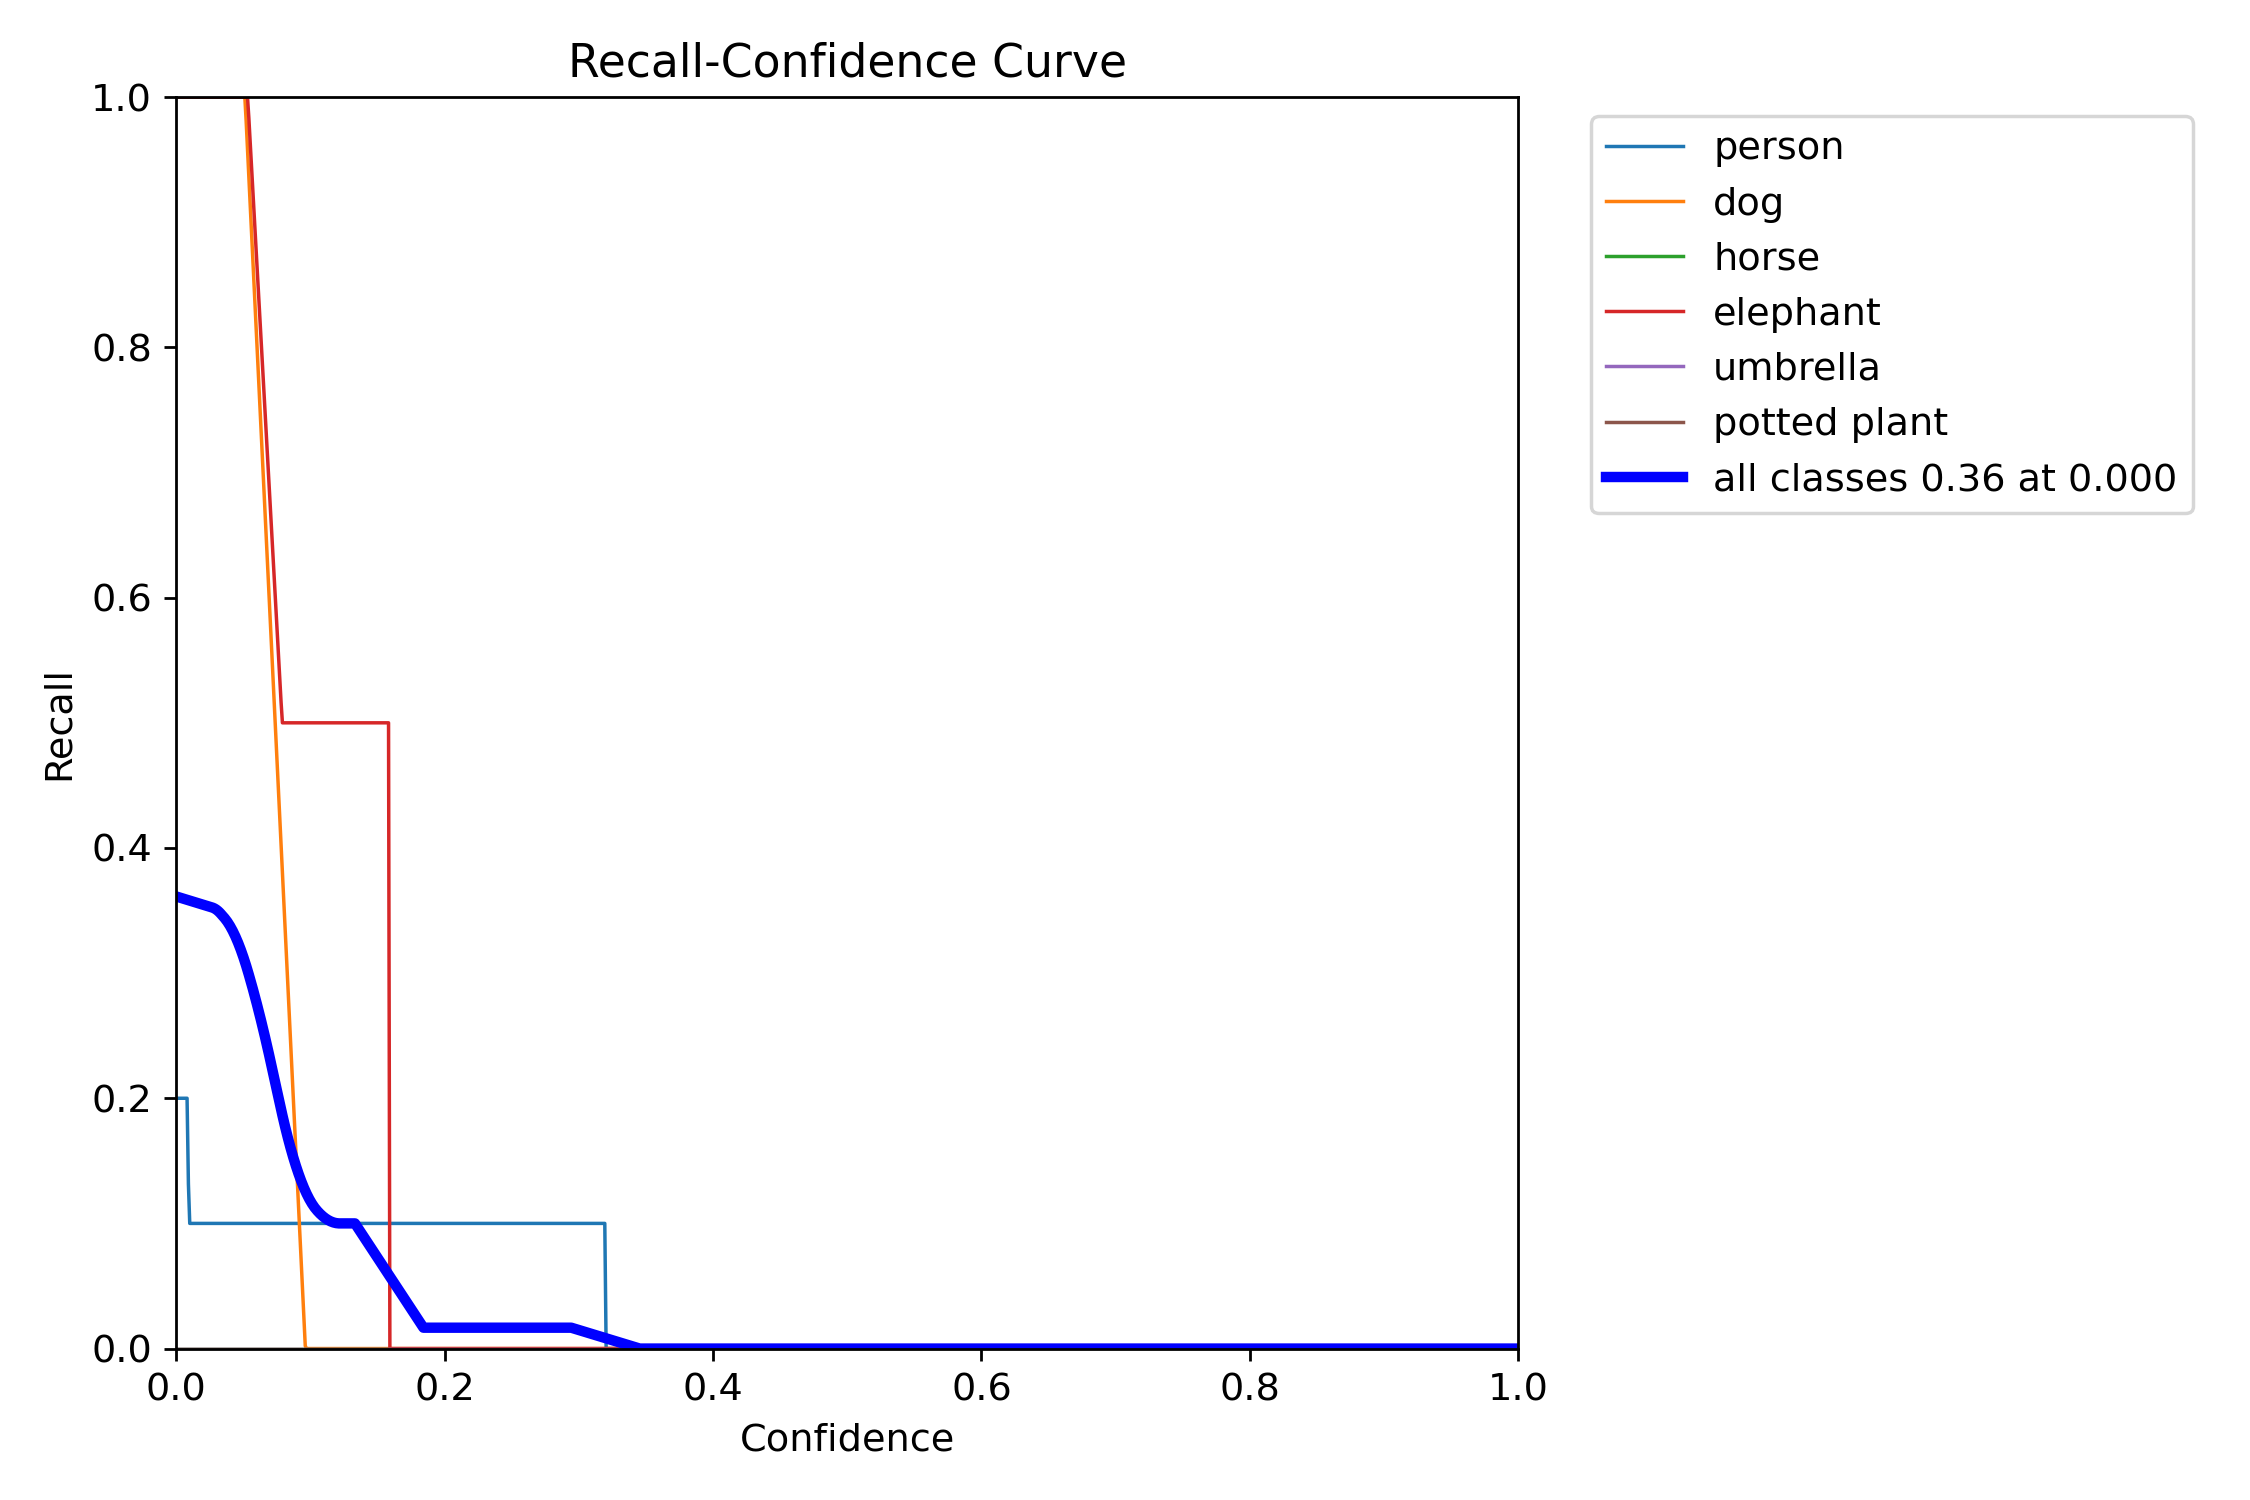 Recall-Confidence Curve
1.0
0.8
0.6
0.4
0.2
0.0
Recall
0.0 0.2 0.4 0.6 0.8 1.0
Confidence
person
dog
horse
elephant
umbrella
potted plant
all classes 0.36 at 0.000